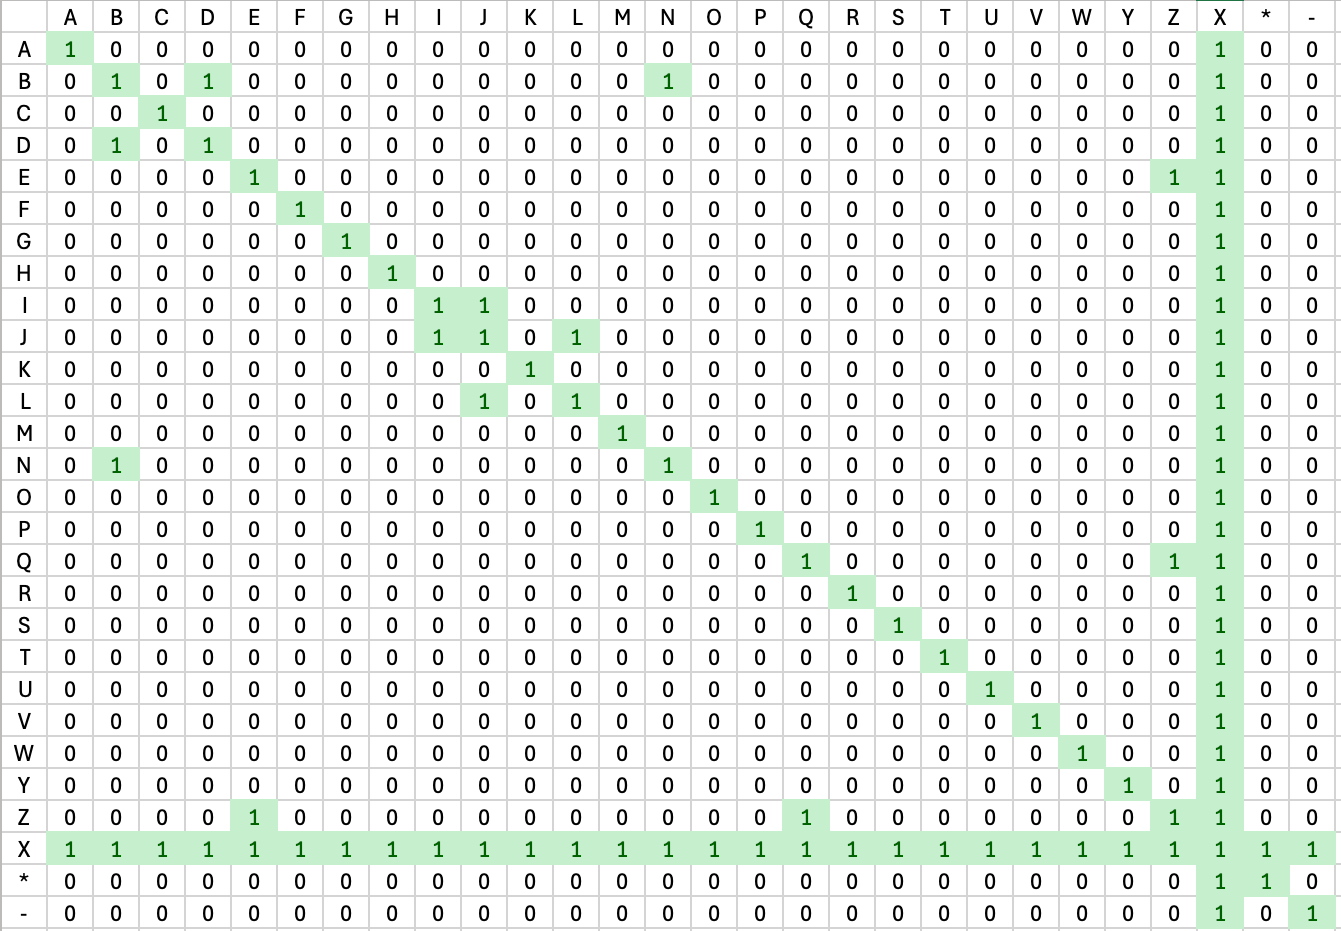 A B C D E F G H I J K L M N O P Q R S T U V W Y Z X * -
A 1 0 0 0 0 0 0 0 0 0 0 0 0 0 0 0 0 0 0 0 0 0 0 0 0 1 0 0
B 0 1 0 1 0 0 0 0 0 0 0 0 0 1 0 0 0 0 0 0 0 0 0 0 0 1 0 0
C 0 0 1 0 0 0 0 0 0 0 0 0 0 0 0 0 0 0 0 0 0 0 0 0 0 1 0 0
D 0 1 0 1 0 0 0 0 0 0 0 0 0 0 0 0 0 0 0 0 0 0 0 0 0 1 0 0
E 0 0 0 0 1 0 0 0 0 0 0 0 0 0 0 0 0 0 0 0 0 0 0 0 1 1 0 0
F 0 0 0 0 0 1 0 0 0 0 0 0 0 0 0 0 0 0 0 0 0 0 0 0 0 1 0 0
G 0 0 0 0 0 0 1 0 0 0 0 0 0 0 0 0 0 0 0 0 0 0 0 0 0 1 0 0
H 0 0 0 0 0 0 0 1 0 0 0 0 0 0 0 0 0 0 0 0 0 0 0 0 0 1 0 0
I 0 0 0 0 0 0 0 0 1 1 0 0 0 0 0 0 0 0 0 0 0 0 0 0 0 1 0 0
J 0 0 0 0 0 0 0 0 1 1 0 1 0 0 0 0 0 0 0 0 0 0 0 0 0 1 0 0
K 0 0 0 0 0 0 0 0 0 0 1 0 0 0 0 0 0 0 0 0 0 0 0 0 0 1 0 0
L 0 0 0 0 0 0 0 0 0 1 0 1 0 0 0 0 0 0 0 0 0 0 0 0 0 1 0 0
M 0 0 0 0 0 0 0 0 0 0 0 0 1 0 0 0 0 0 0 0 0 0 0 0 0 1 0 0
N 0 1 0 0 0 0 0 0 0 0 0 0 0 1 0 0 0 0 0 0 0 0 0 0 0 1 0 0
O 0 0 0 0 0 0 0 0 0 0 0 0 0 0 1 0 0 0 0 0 0 0 0 0 0 1 0 0
P 0 0 0 0 0 0 0 0 0 0 0 0 0 0 0 1 0 0 0 0 0 0 0 0 0 1 0 0
Q 0 0 0 0 0 0 0 0 0 0 0 0 0 0 0 0 1 0 0 0 0 0 0 0 1 1 0 0
R 0 0 0 0 0 0 0 0 0 0 0 0 0 0 0 0 0 1 0 0 0 0 0 0 0 1 0 0
S 0 0 0 0 0 0 0 0 0 0 0 0 0 0 0 0 0 0 1 0 0 0 0 0 0 1 0 0
T 0 0 0 0 0 0 0 0 0 0 0 0 0 0 0 0 0 0 0 1 0 0 0 0 0 1 0 0
U 0 0 0 0 0 0 0 0 0 0 0 0 0 0 0 0 0 0 0 0 1 0 0 0 0 1 0 0
V 0 0 0 0 0 0 0 0 0 0 0 0 0 0 0 0 0 0 0 0 0 1 0 0 0 1 0 0
W 0 0 0 0 0 0 0 0 0 0 0 0 0 0 0 0 0 0 0 0 0 0 1 0 0 1 0 0
Y 0 0 0 0 0 0 0 0 0 0 0 0 0 0 0 0 0 0 0 0 0 0 0 1 0 1 0 0
Z 0 0 0 0 1 0 0 0 0 0 0 0 0 0 0 0 1 0 0 0 0 0 0 0 1 1 0 0
X 1 1 1 1 1 1 1 1 1 1 1 1 1 1 1 1 1 1 1 1 1 1 1 1 1 1 1 1
* 0 0 0 0 0 0 0 0 0 0 0 0 0 0 0 0 0 0 0 0 0 0 0 0 0 1 1 0
- 0 0 0 0 0 0 0 0 0 0 0 0 0 0 0 0 0 0 0 0 0 0 0 0 0 1 0 1